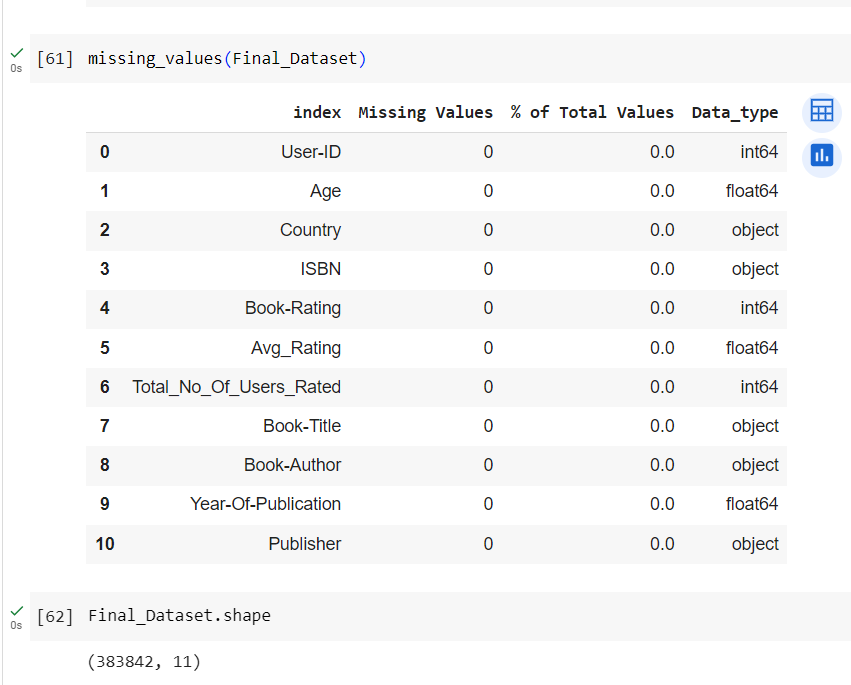 [61] missing_values(Final_Dataset)
0s
index Missing Values % of Total Values Data_type
0 User-ID 0 0.0 int64
1 Age 0 0.0 float64
2 Country 0 0.0 object
3 ISBN 0 0.0 object
4 Book-Rating 0 0.0 int64
5 Avg_Rating 0 0.0 float64
6 Total_No_Of_Users_Rated 0 0.0 int64
7 Book-Title 0 0.0 object
8 Book-Author 0 0.0 object
9 Year-Of-Publication 0 0.0 float64
10 Publisher 0 0.0 object
[62] Final_Dataset.shape
0s
(383842, 11)